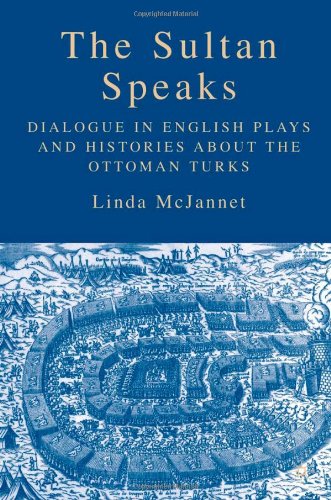 The Sultan
Speaks
DIALOGUE IN ENGLISH PLAYS
AND HISTORIES ABOUT THE
OTTOMAN TURKS
Linda McJannet